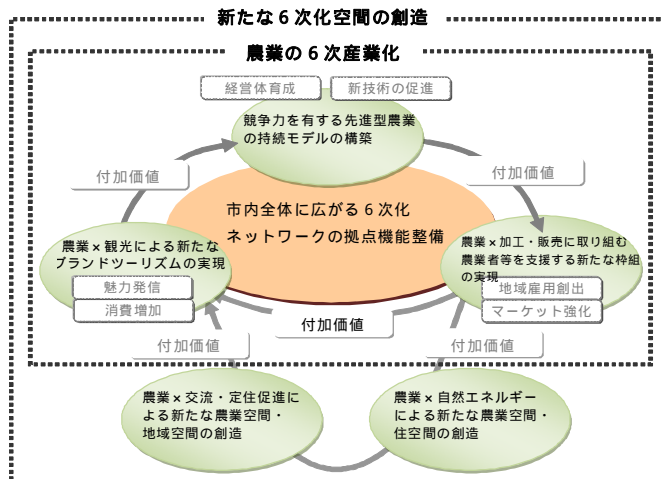 新たな６次化空間の創造
農業の６次産業化
経営体育成
新技術の促進
競争力を有する先進型農業
の持続モデルの構築
付加価値
付加価値
市内全体に広がる６次化
ネットワークの拠点機能整備
農業×観光による新たな
ブランドツーリズムの実現
魅力発信
消費増加
農業×加工・販売に取り組む
農業者等を支援する新たな枠組
の実現
地域雇用創出
マーケット強化
付加価値
付加価値
付加価値
農業×交流・定住促進に
よる新たな農業空間・
地域空間の創造
農業×自然エネルギー
による新たな農業空間・
住空間の創造